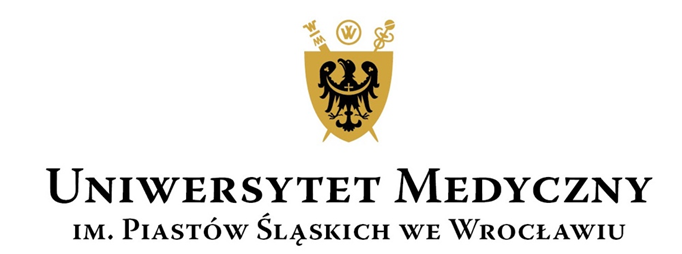 UNIWERSYTET MEDYCZNY
IM. PIASTÓW ŚLĄSKICH WE WROCŁAWIU